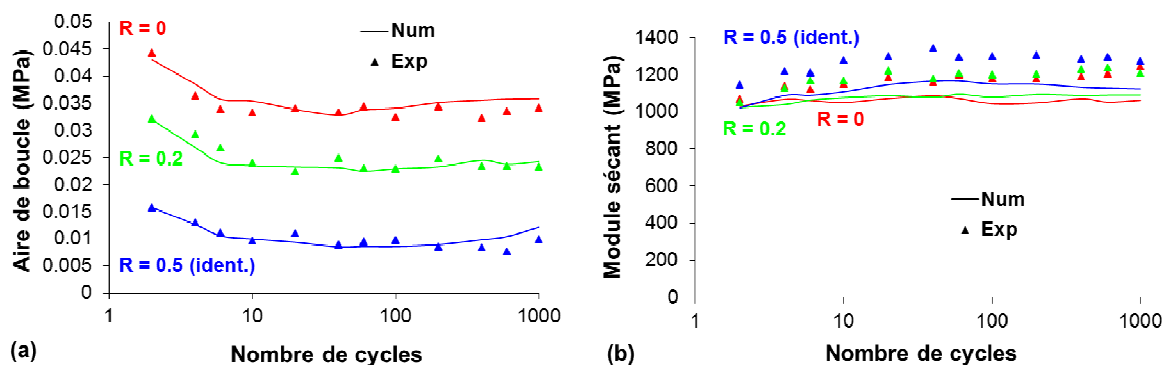 0.05
0.045
0.04
0.035
0.03
0.025
0.02
0.015
0.01
0.005
0
Aire de boucle (MPa)
R = 0
R = 0.2
R = 0.5 (ident.)
Num
Exp
1
10
100
1000
Nombre de cycles
(a)
1400
1200
1000
800
600
400
200
0
Module sécant (MPa)
R = 0.5 (ident.)
R = 0
R = 0.2
Num
Exp
1
10
100
1000
Nombre de cycles
(b)